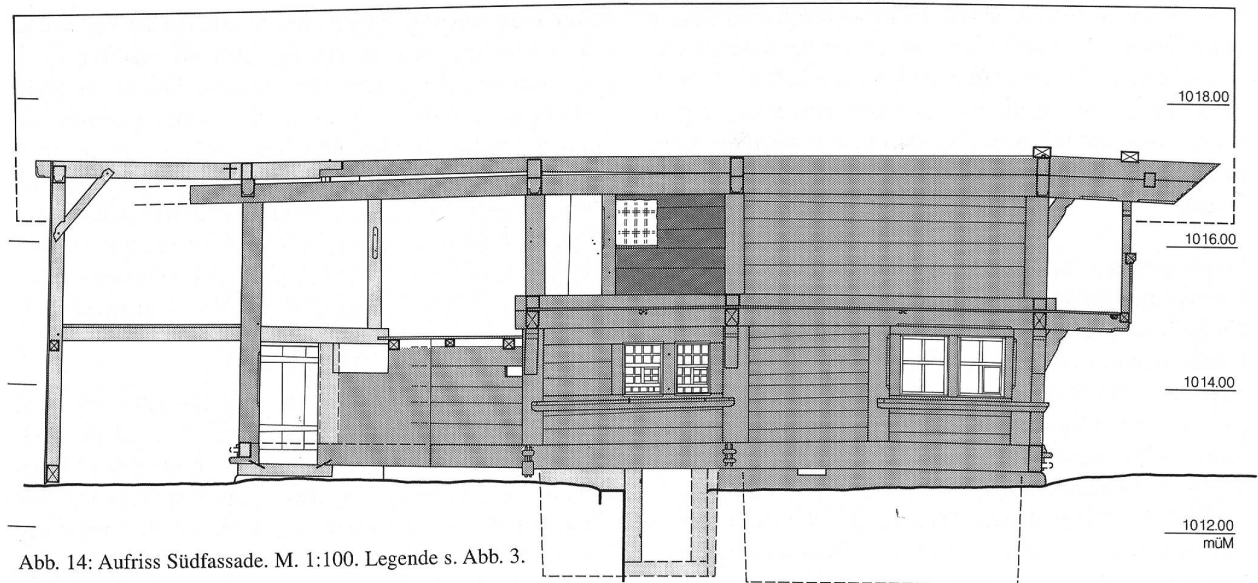 1018.00
1016.00
1014.00
1012.00
müM
Abb. 14: Aufriss Südfassade. M. 1:100. Legende s. Abb. 3.